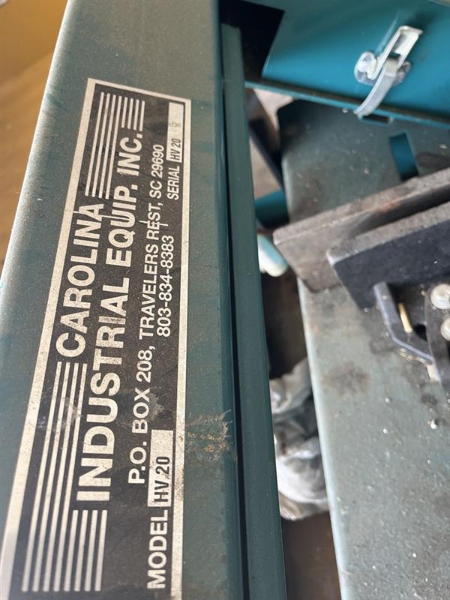 CAROLINA
INDUSTRIAL EQUIP. INC.
P.O. BOX 208, TRAVELERS REST, SC 29690
803-834-8383
MODEL HV 20 SERIAL HV 20